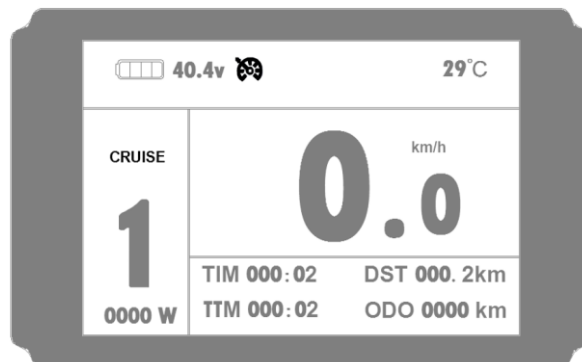 40.4v 29°C
CRUISE
1
0000 W
km/h
0.0
TIM 000:02 DST 000.2km
TTM 000:02 ODO 0000 km